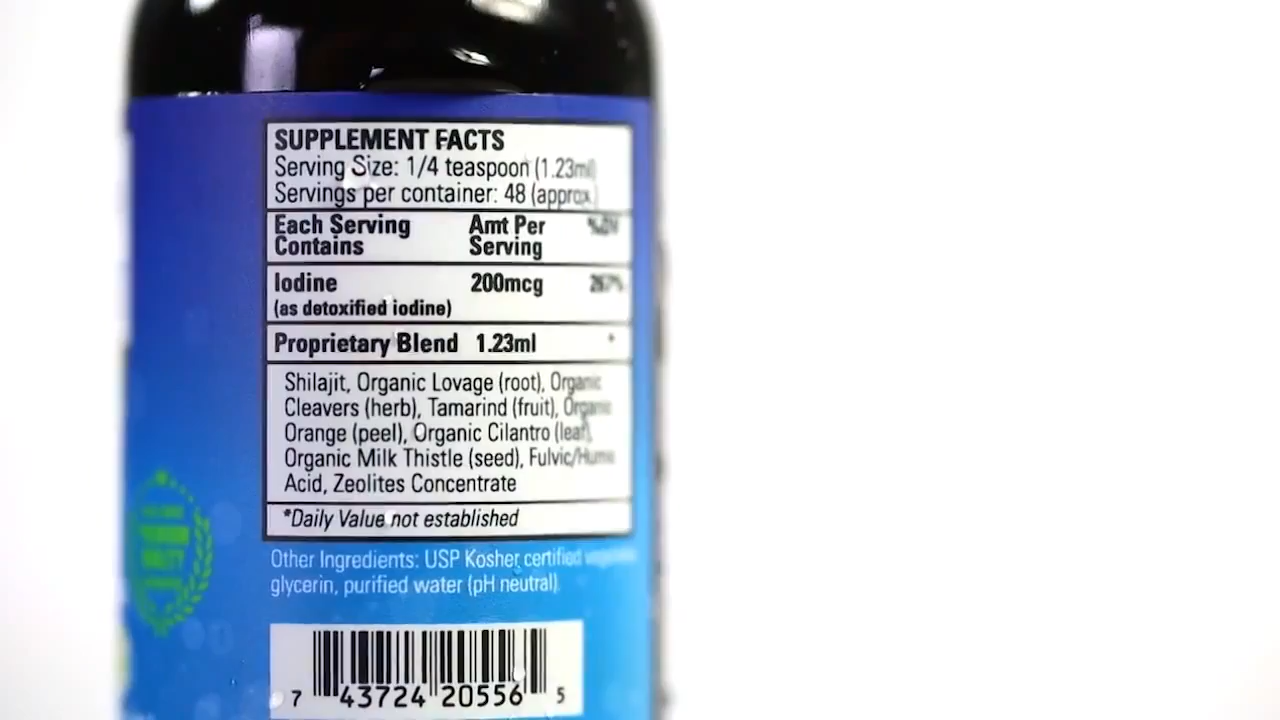 SUPPLEMENT FACTS
Serving Size: 1/4 teaspoon (1.23ml)
Servings per container: 48 (approx.)
Each Serving Contains Amt Per Serving %DV
Iodine 200mcg
(as detoxified iodine)
Proprietary Blend 1.23ml *
Shilajit, Organic Lovage (root), Organic
Cleavers (herb), Tamarind (fruit), Organic
Orange (peel), Organic Cilantro (leaf),
Organic Milk Thistle (seed), Fulvic/Humic
Acid, Zeolites Concentrate
*Daily Value not established
Other Ingredients: USP Kosher certified
glycerin, purified water (pH neutral)
7 43724 20556 5